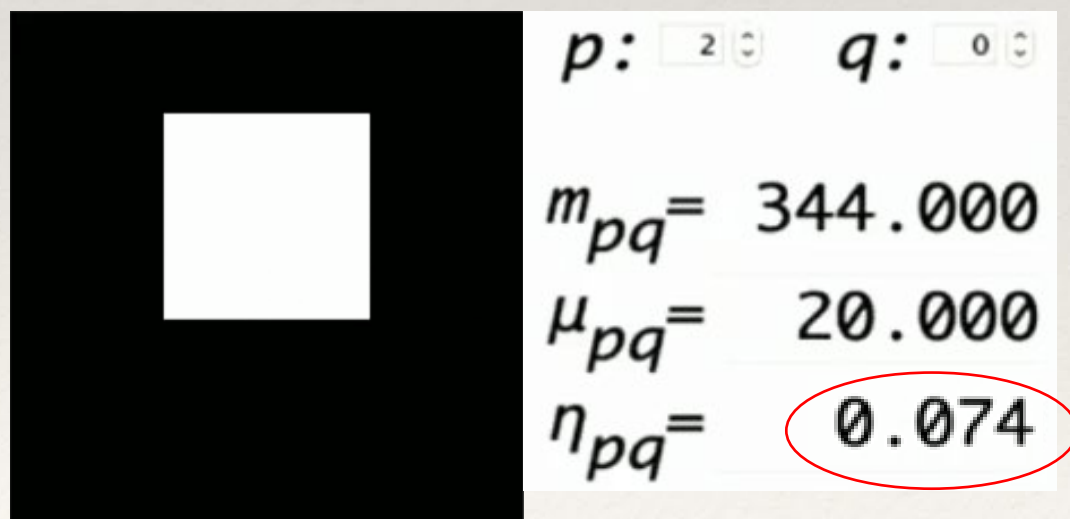 p: 2 q: 0
mpq= 344.000
μpq= 20.000
ηpq= 0.074